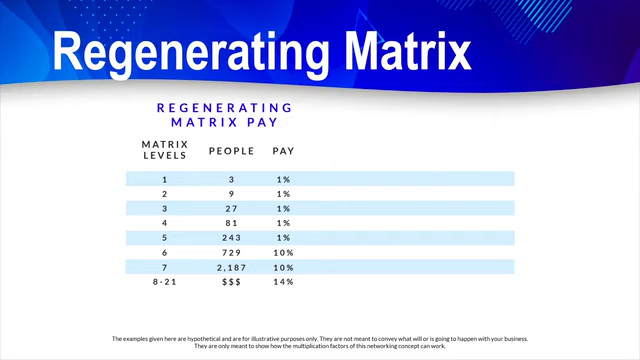 Regenerating Matrix
REGENERATING
MATRIX PAY
MATRIX
LEVELS
PEOPLE PAY
1 3 1%
2 9 1%
3 27 1%
4 81 1%
5 243 1%
6 729 10%
7 2,187 10%
8-21 $$$ 14%
The examples given here are hypothetical and are for illustrative purposes only. They are not meant to convey what will or is going to happen with your business.
They are only meant to show how the multiplication factors of this networking concept can work.